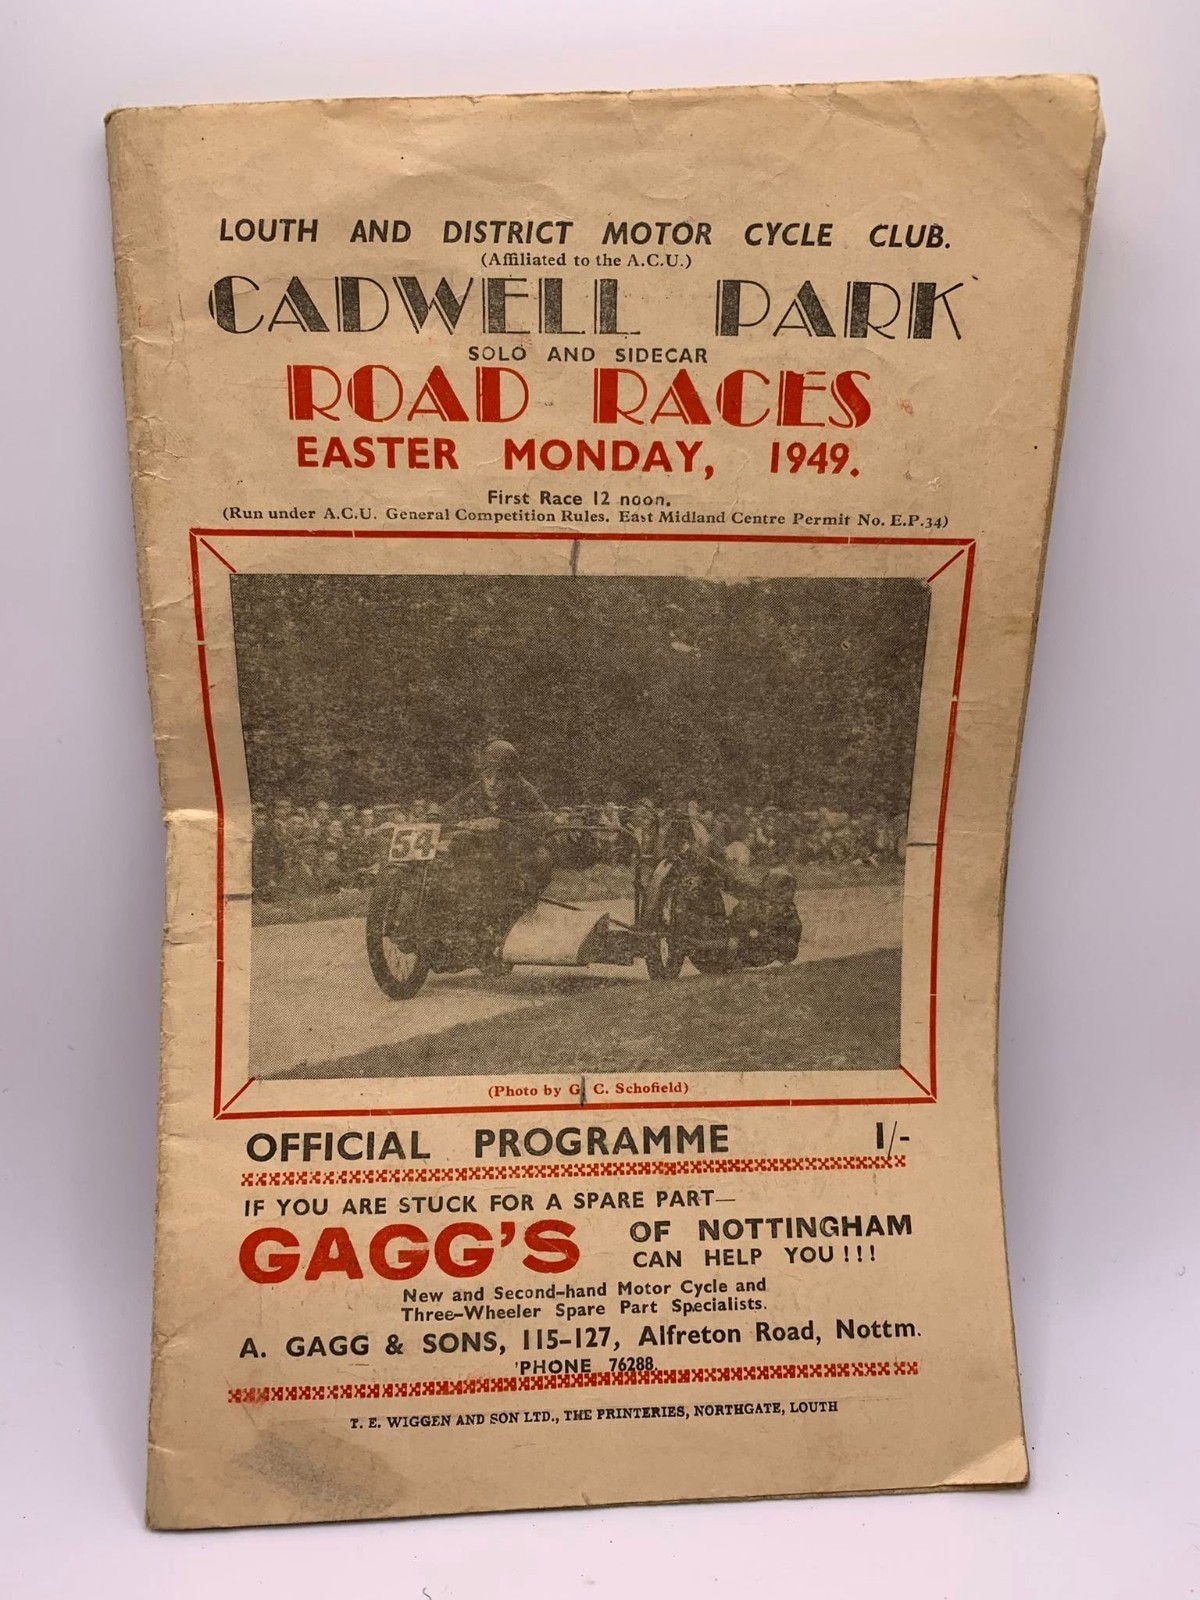 LOUTH AND DISTRICT MOTOR CYCLE CLUB.
(Affiliated to the A.C.U.)
CADWELL PARK
SOLO AND SIDECAR
ROAD RACES
EASTER MONDAY, 1949.
First Race 12 noon.
(Run under A.C.U. General Competition Rules. East Midland Centre Permit No. E.P.34)
54
(Photo by G. C. Schofield)
OFFICIAL PROGRAMME 1/-
IF YOU ARE STUCK FOR A SPARE PART—
GAGG'S OF NOTTINGHAM
CAN HELP YOU!!!
New and Second-hand Motor Cycle and
Three-Wheeler Spare Part Specialists.
A. GAGG & SONS, 115-127, Alfreton Road, Nottm.
'PHONE 76288.
T. E. WIGGEN AND SON LTD., THE PRINTERIES, NORTHGATE, LOUTH